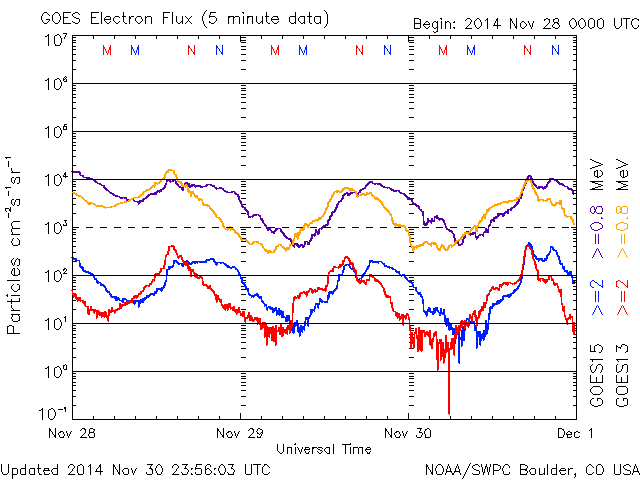 GOES Electron Flux (5 minute data)
Begin: 2014 Nov 28 0000 UTC
M M N N M M N N M M N N
10⁷
10⁶
10⁵
10⁴
10³
10²
10¹
10⁰
10⁻¹
Particles cm⁻²s⁻¹sr⁻¹
Nov 28 Nov 29 Nov 30 Dec 1
Universal Time
GOES15 >=2 >=0.8 MeV
GOES13 >=2 >=0.8 MeV
Updated 2014 Nov 30 23:56:03 UTC
NOAA/SWPC Boulder, CO USA